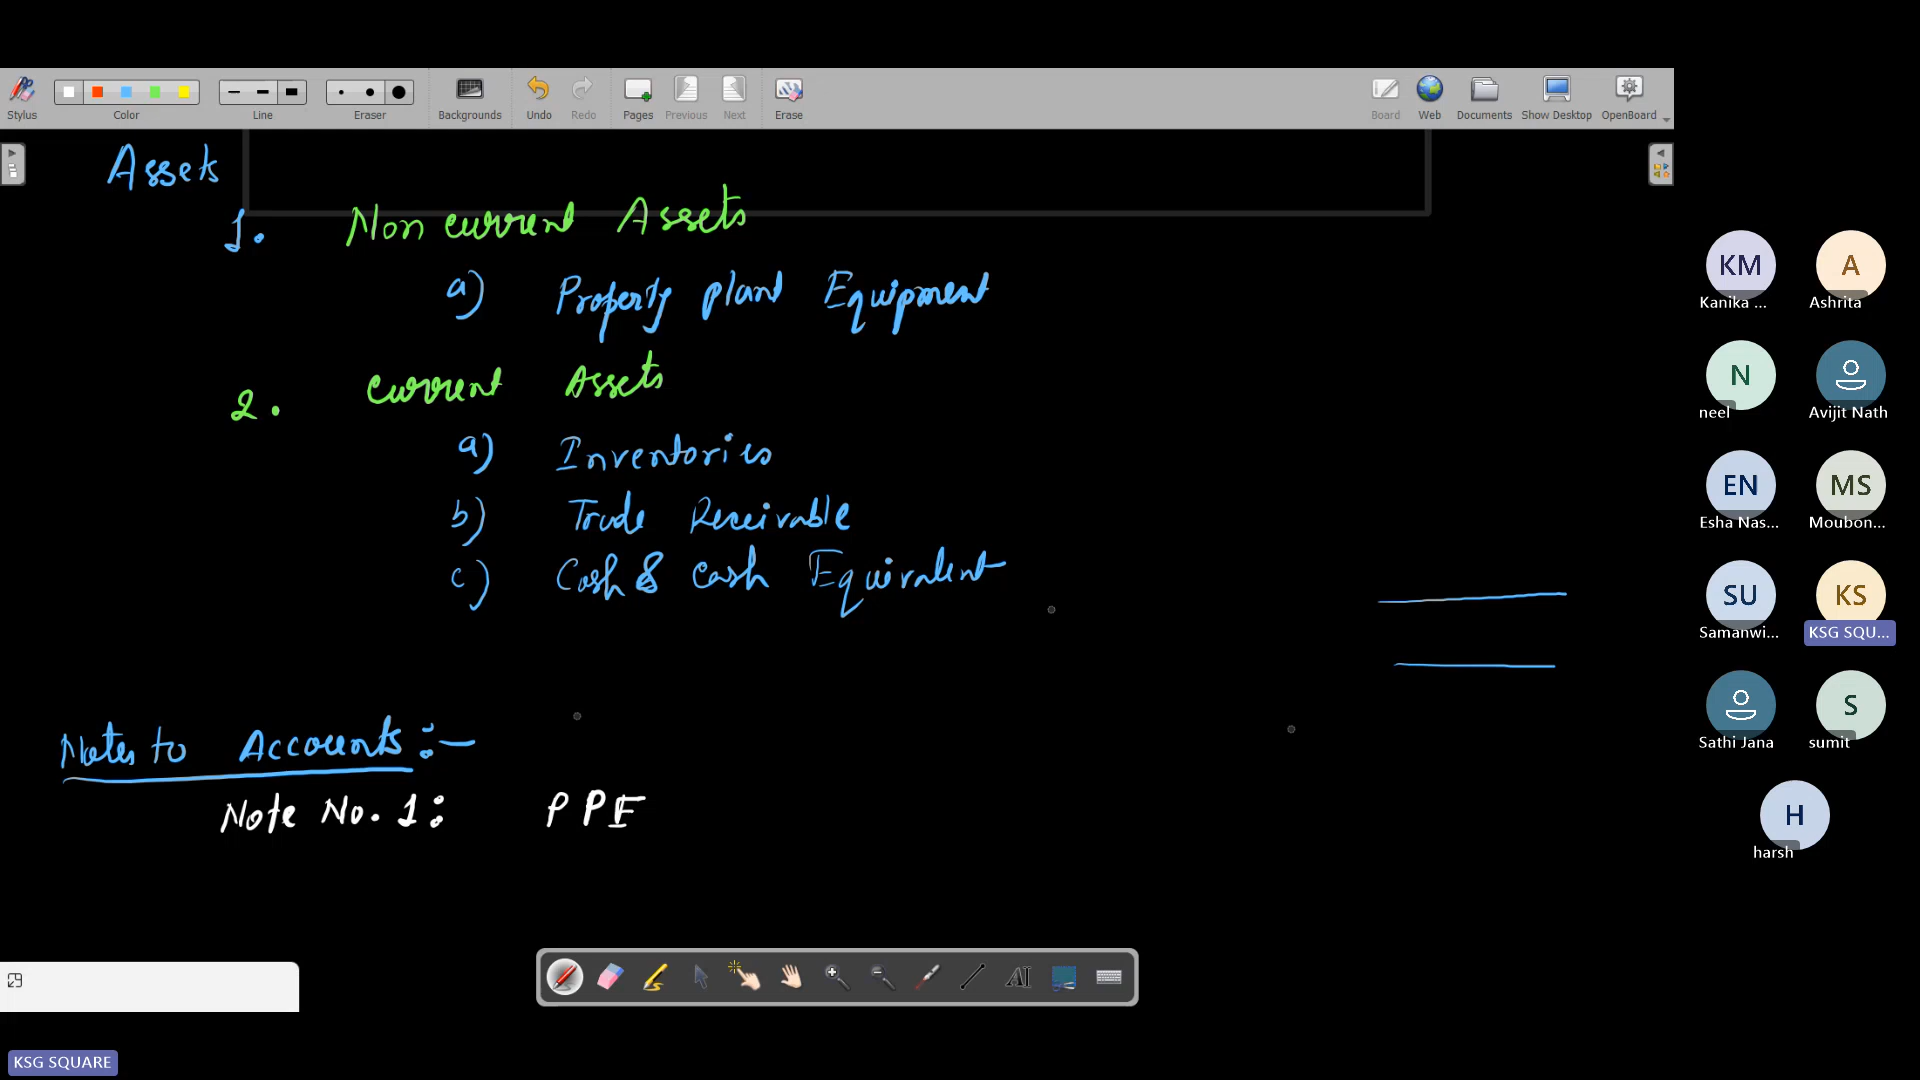 Stylus
Color
Line
Eraser
Backgrounds
Undo
Redo
Pages
Previous
Next
Erase
Board
Web
Documents
Show Desktop
OpenBoard
Assets
1. Non current Assets
a) Property plant Equipment
2. Current Assets
a) Inventories
b) Trade Receivable
c) Cash & Cash Equivalent
Notes to Accounts :-
Note No. 1: PPE
KM
Kanika ...
A
Ashrita
N
neel
Avijit Nath
EN
Esha Nas...
MS
Moubon...
SU
Samanwi...
KS
KSG SQU...
Sathi Jana
S
sumit
H
harsh
AI
KSG SQUARE